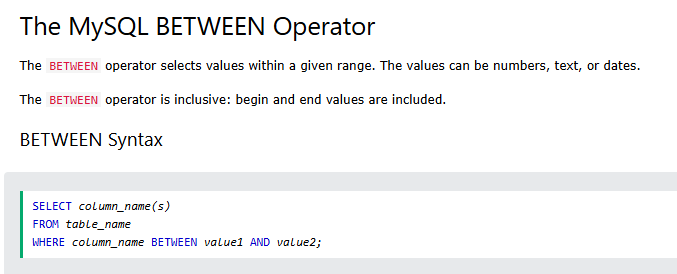 The MySQL BETWEEN Operator
The BETWEEN operator selects values within a given range. The values can be numbers, text, or dates.
The BETWEEN operator is inclusive: begin and end values are included.
BETWEEN Syntax
SELECT column_name(s)
FROM table_name
WHERE column_name BETWEEN value1 AND value2;